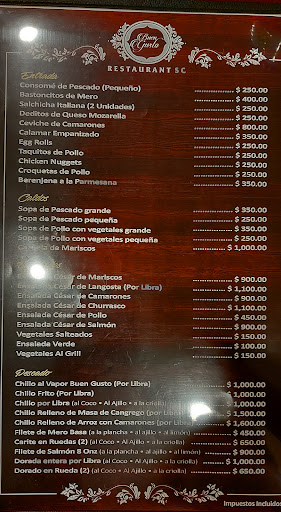 El Buen Gusto
RESTAURANT SC
Entrada
Consomé de Pescado (Pequeño) $ 250.00
Bastoncitos de Mero $ 400.00
Salchicha Italiana (2 Unidades) $ 250.00
Deditos de Queso Mozarella $ 250.00
Ceviche de Camarones $ 800.00
Calamar Empanizado $ 350.00
Egg Rolls $ 250.00
Taquitos de Pollo $ 250.00
Chicken Nuggets $ 250.00
Croquetas de Pollo $ 250.00
Berenjena a la Parmesana $ 350.00
Caldos
Sopa de Pescado grande $ 350.00
Sopa de Pescado pequeña $ 250.00
Sopa de Pollo con vegetales grande $ 350.00
Sopa de Pollo con vegetales pequeña $ 250.00
de Mariscos $ 1,000.00
César de Mariscos $ 900.00
César de Langosta (Por Libra) $ 1,100.00
Ensalada César de Camarones $ 900.00
Ensalada César de Churrasco $ 1,100.00
Ensalada César de Pollo $ 450.00
Ensalada César de Salmón $ 900.00
Vegetales Salteados $ 150.00
Ensalada Verde $ 100.00
Vegetales Al Grill $ 150.00
Pescado
Chillo al Vapor Buen Gusto (Por Libra) $ 1,000.00
Chillo Frito (Por Libra) $ 1,000.00
Chillo por Libra (al Coco • Al Ajillo • a la criolla) $ 1,000.00
Chillo Relleno de Masa de Cangrego (por Libra) $ 1,500.00
Chillo Relleno de Arroz con Camarones (por Libra) $ 1,600.00
Filete de Mero Basa (a la plancha • al ajillo • al limón) $ 450.00
Carite en Ruedas (2) (al Coco • Al Ajillo • a la criolla) $ 650.00
Filete de Salmón 8 Onz (a la plancha • al ajillo • al limón) $ 900.00
Dorada entera por Libra (al Coco • Al Ajillo • a la criolla) $ 1,000.00
Dorado en Rueda (2) (al Coco • Al Ajillo • a la criolla) $ 650.00
Impuestos Incluidos